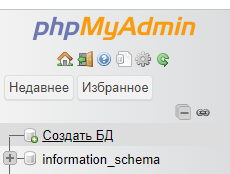 phpMyAdmin
Недавнее Избранное
Создать БД
information_schema